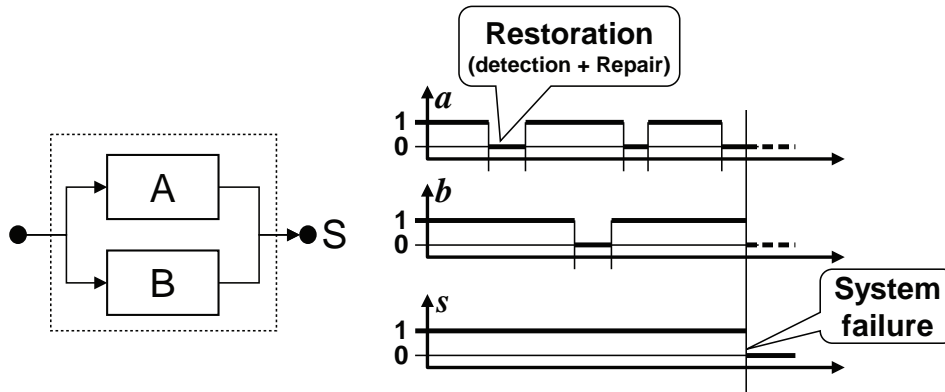 Restoration
(detection + Repair)
a
1
0
A
b
B
S
1
0
s
System
failure
1
0